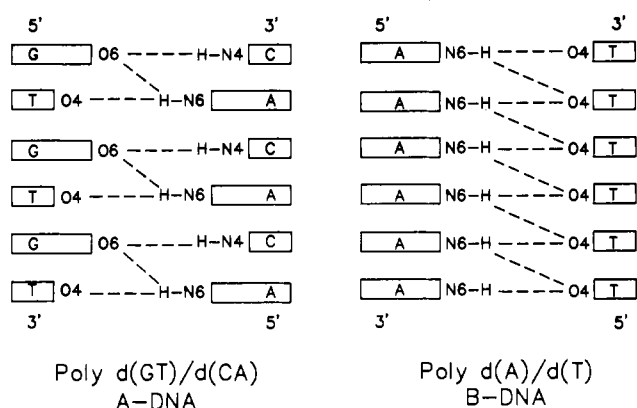 5' 3' 5' 3'
G O6 H-N4 C A N6-H O4 T
T O4 H-N6 A A N6-H O4 T
G O6 H-N4 C A N6-H O4 T
T O4 H-N6 A A N6-H O4 T
G O6 H-N4 C A N6-H O4 T
T O4 H-N6 A A N6-H O4 T
3' 5' 3' 5'
Poly d(GT)/d(CA) Poly d(A)/d(T)
A-DNA B-DNA